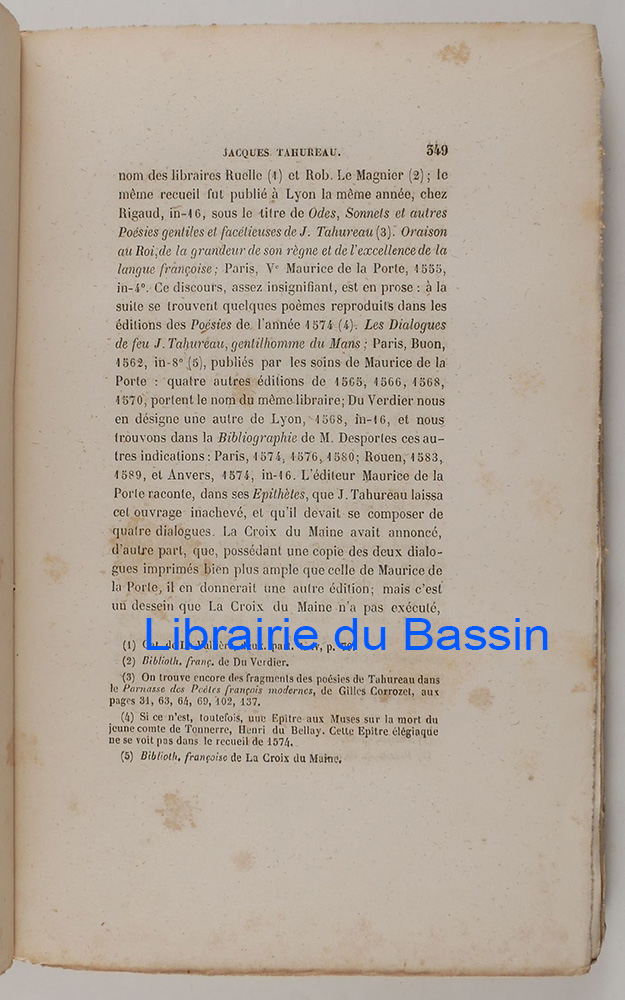 JACQUES TAHUREAU. 349
nom des libraires Ruelle (1) et Rob. Le Magnier (2); le
même recueil fut publié à Lyon la même année, chez
Rigaud, in-16, sous le titre de Odes, Sonnets et autres
Poésies gentiles et facétieuses de J. Tahureau (3). Oraison
au Roi, de la grandeur de son règne et de l'excellence de la
langue françoise; Paris, Ve Maurice de la Porte, 1555,
in-4°. Ce discours, assez insignifiant, est en prose : à la
suite se trouvent quelques poèmes reproduits dans les
éditions des Poésies de l'année 1574 (4). Les Dialogues
de feu J. Tahureau, gentilhomme du Mans; Paris, Buon,
1562, in-8° (5), publiés par les soins de Maurice de la
Porte : quatre autres éditions de 1565, 1566, 1568,
1570, portent le nom du même libraire; Du Verdier nous
en désigne une autre de Lyon, 1568, in-16, et nous
trouvons dans la Bibliographie de M. Desportes ces au-
tres indications : Paris, 1574, 1576, 1580; Rouen, 1583,
1589, et Anvers, 1574, in-16. L'éditeur Maurice de la
Porte raconte, dans ses Epithètes, que J. Tahureau laissa
cet ouvrage inachevé, et qu'il devait se composer de
quatre dialogues. La Croix du Maine avait annoncé,
d'autre part, que, possédant une copie des deux dialo-
gues imprimés bien plus ample que celle de Maurice de
la Porte, il en donnerait une autre édition; mais c'est
un dessein que La Croix du Maine n'a pas exécuté,
Librairie du Bassin
(1) p.
(2) Biblioth. franç. de Du Verdier.
(3) On trouve encore des fragments des poésies de Tahureau dans
le Parnasse des Poëtes françois modernes, de Gilles Corrozet, aux
pages 31, 63, 64, 69, 102, 137.
(4) Si ce n'est, toutefois, une Epitre aux Muses sur la mort du
jeune comte de Tonnerre, Henri du Bellay. Cette Epitre élégiaque
ne se voit pas dans le recueil de 1574.
(5) Biblioth. françoise de La Croix du Maine.